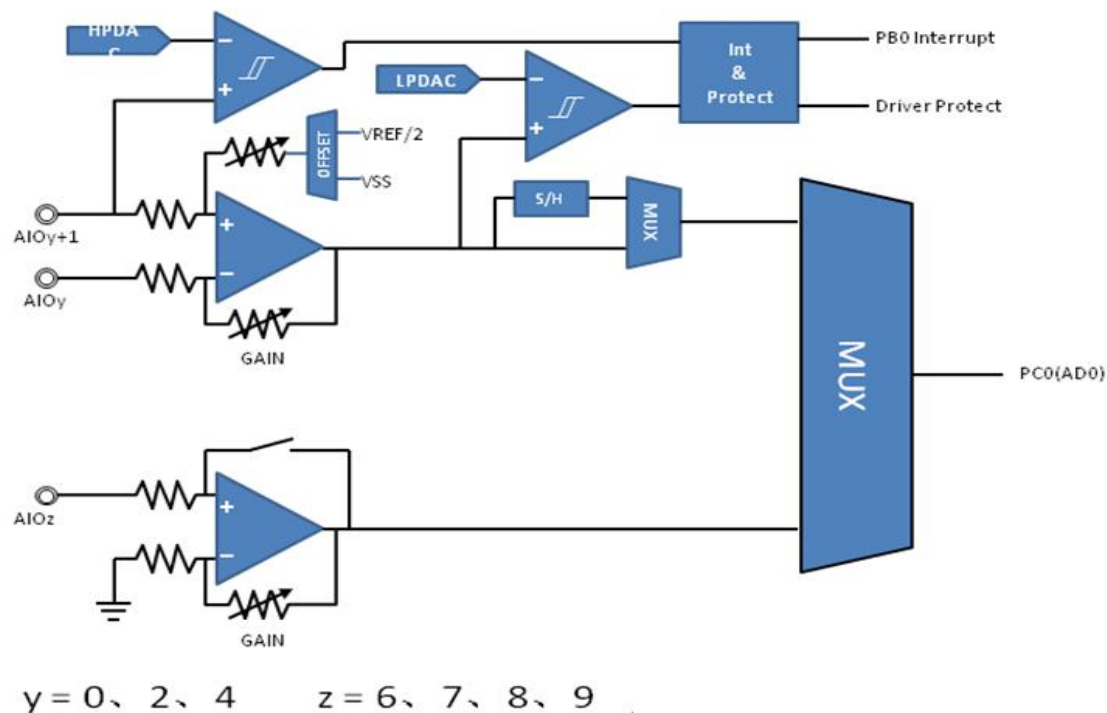 HPDA
C
PB0 Interrupt
Int
&
Protect
LPDAC
Driver Protect
OFFSET
VREF/2
VSS
S/H
MUX
AIOy+1
AIOy
GAIN
MUX
PC0(AD0)
AIOz
GAIN
y = 0、2、4 z = 6、7、8、9